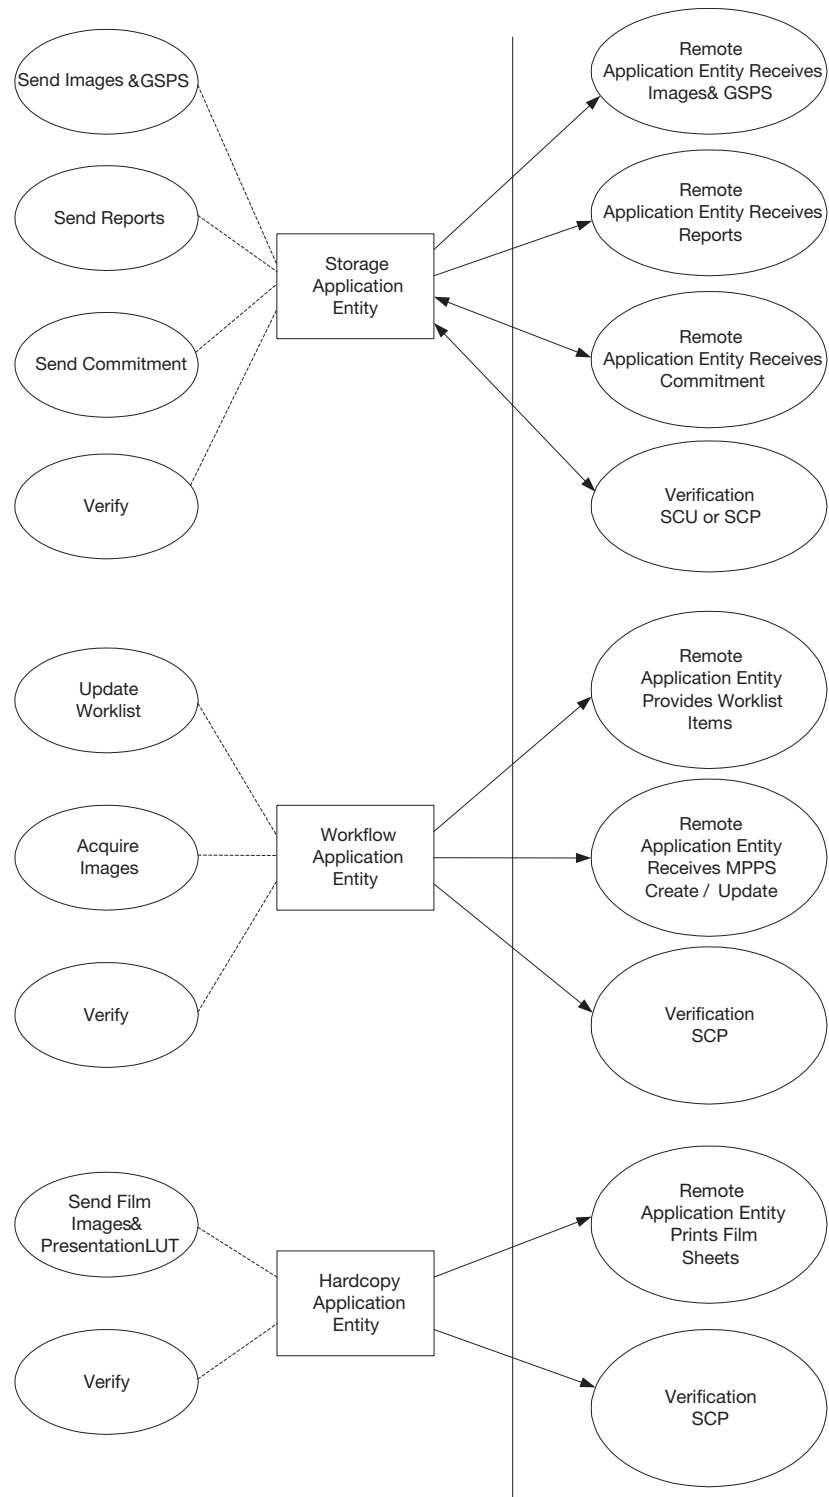 Send Images &GSPS
Send Reports
Send Commitment
Verify
Storage
Application
Entity
Remote
Application Entity Receives
Images& GSPS
Remote
Application Entity Receives
Reports
Remote
Application Entity Receives
Commitment
Verification
SCU or SCP
Update
Worklist
Acquire
Images
Verify
Workflow
Application
Entity
Remote
Application Entity
Provides Worklist
Items
Remote
Application Entity
Receives MPPS
Create / Update
Verification
SCP
Send Film
Images&
PresentationLUT
Verify
Hardcopy
Application
Entity
Remote
Application Entity
Prints Film
Sheets
Verification
SCP